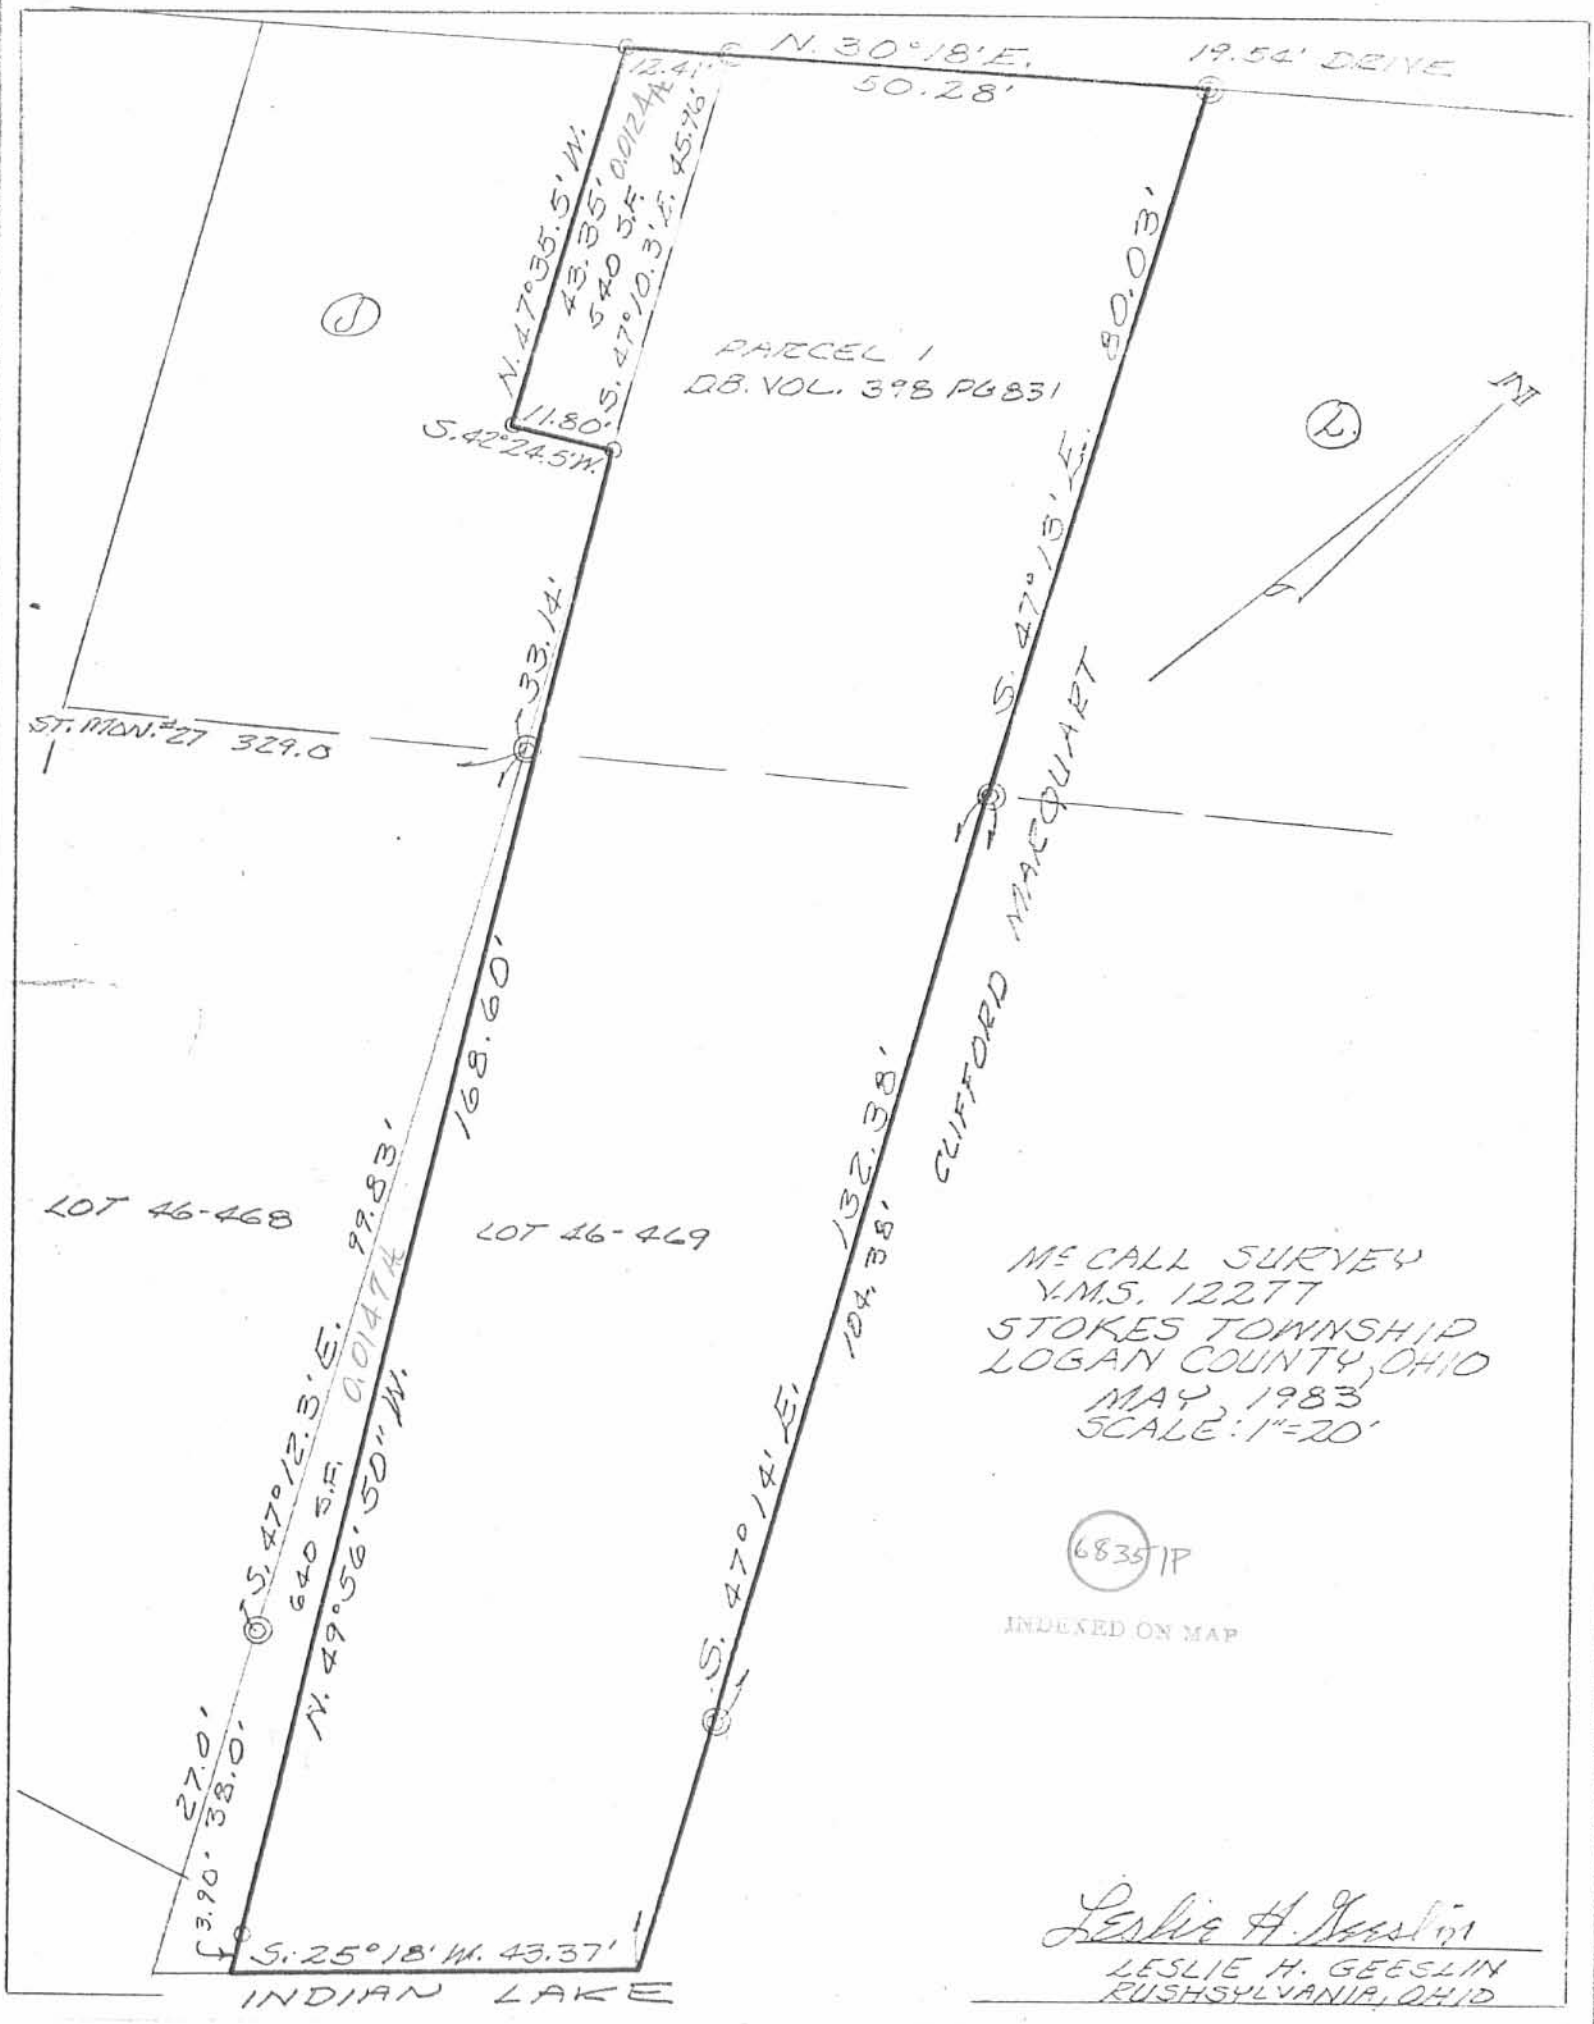 N. 30°18' E.
19.54' DRIVE
12.41'
50.28'
N. 47°35.5' W.
43.35' 0.0124 Ac
540 S.F.
S. 47°10.3' E. 45.76'
80.03'
1
PARCEL 1
D.B. VOL. 398 PG 831
N
2
11.80'
S. 42°24.5' W.
S. 47°13' E.
33.14'
ST. MON. #27 329.0
CLIFFORD MARQUART
168.60'
132.38'
104.38'
S. 47°12.3' E. 99.83'
0.0147 Ac
640 S.F.
N. 49°56'50" W.
LOT 46-468
LOT 46-469
S. 47°14' E.
McCALL SURVEY
V.M.S. 12277
STOKES TOWNSHIP
LOGAN COUNTY, OHIO
MAY, 1983
SCALE: 1"=20'
6835 1P
INDEXED ON MAP
27.0'
38.0'
3.90'
S. 25°18' W. 43.37'
INDIAN LAKE
Leslie H. Geeslin
LESLIE H. GEESLIN
RUSHSYLVANIA, OHIO